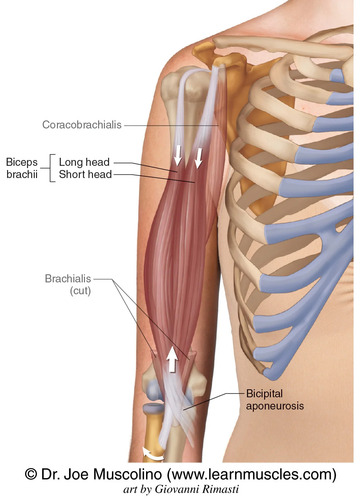 Coracobrachialis
Biceps
brachii
Long head
Short head
Brachialis
(cut)
Bicipital
aponeurosis
© Dr. Joe Muscolino (www.learnmuscles.com)
art by Giovanni Rimasti